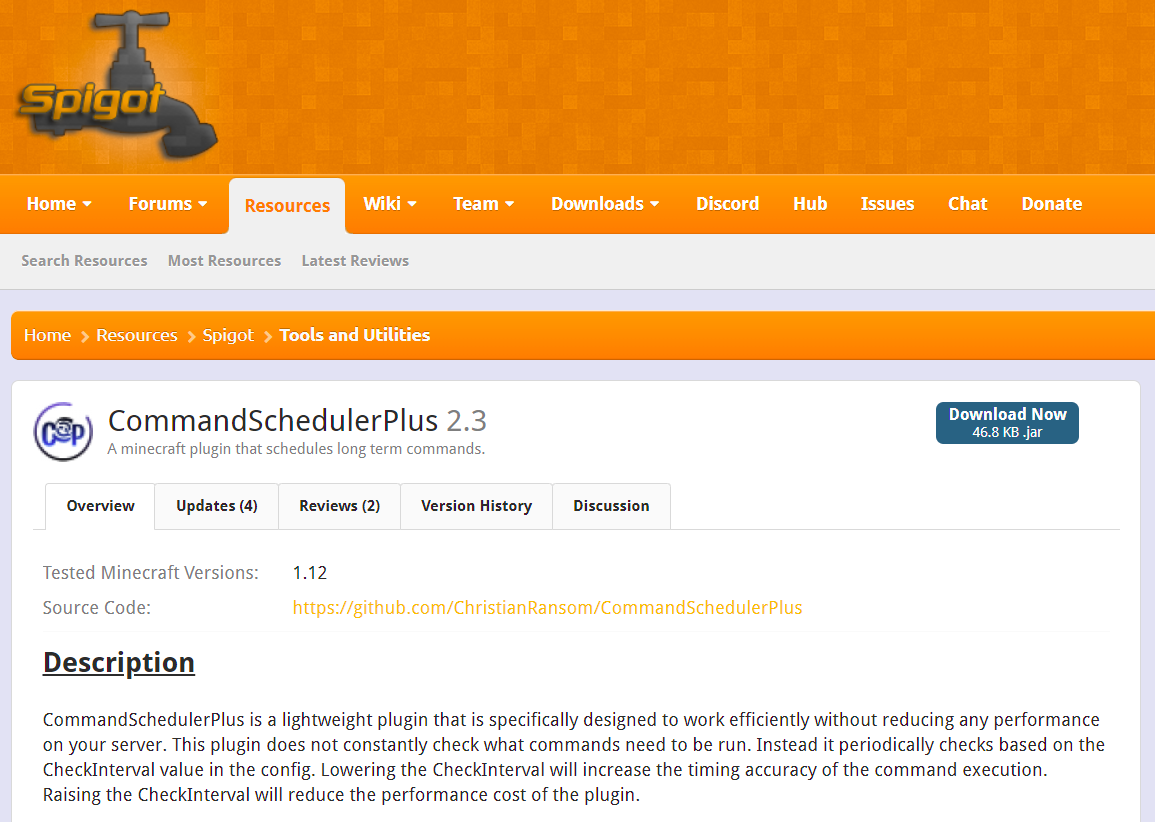 Spigot
Home Forums Resources Wiki Team Downloads Discord Hub Issues Chat Donate
Search Resources Most Resources Latest Reviews
Home Resources Spigot Tools and Utilities
CSP
CommandSchedulerPlus 2.3
A minecraft plugin that schedules long term commands.
Download Now
46.8 KB .jar
Overview Updates (4) Reviews (2) Version History Discussion
Tested Minecraft Versions: 1.12
Source Code: https://github.com/ChristianRansom/CommandSchedulerPlus
Description
CommandSchedulerPlus is a lightweight plugin that is specifically designed to work efficiently without reducing any performance
on your server. This plugin does not constantly check what commands need to be run. Instead it periodically checks based on the
CheckInterval value in the config. Lowering the CheckInterval will increase the timing accuracy of the command execution.
Raising the CheckInterval will reduce the performance cost of the plugin.